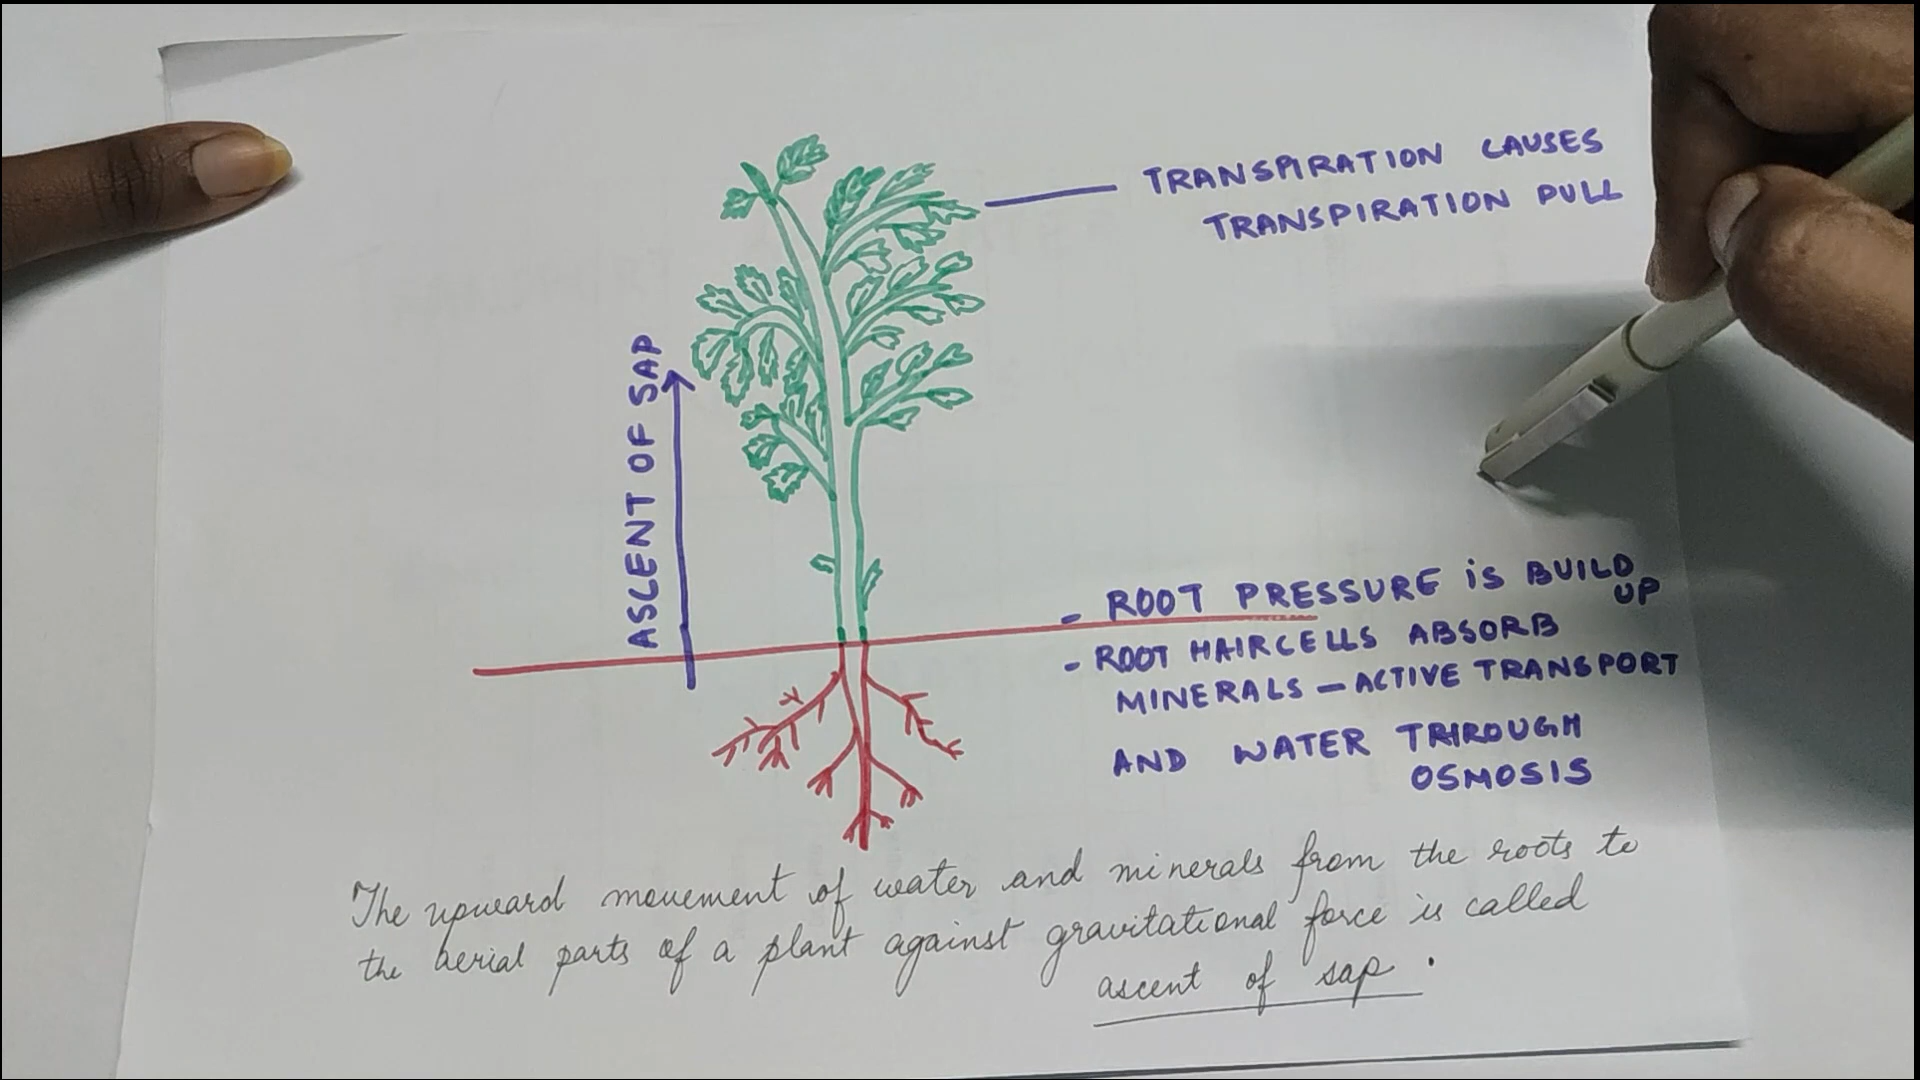 TRANSPIRATION CAUSES
TRANSPIRATION PULL
ASCENT OF SAP
- ROOT PRESSURE is BUILD
UP
- ROOT HAIRCELLS ABSORB
MINERALS - ACTIVE TRANSPORT
AND WATER THROUGH
OSMOSIS
The upward movement of water and minerals from the roots to
the aerial parts of a plant against gravitational force is called
ascent of sap.